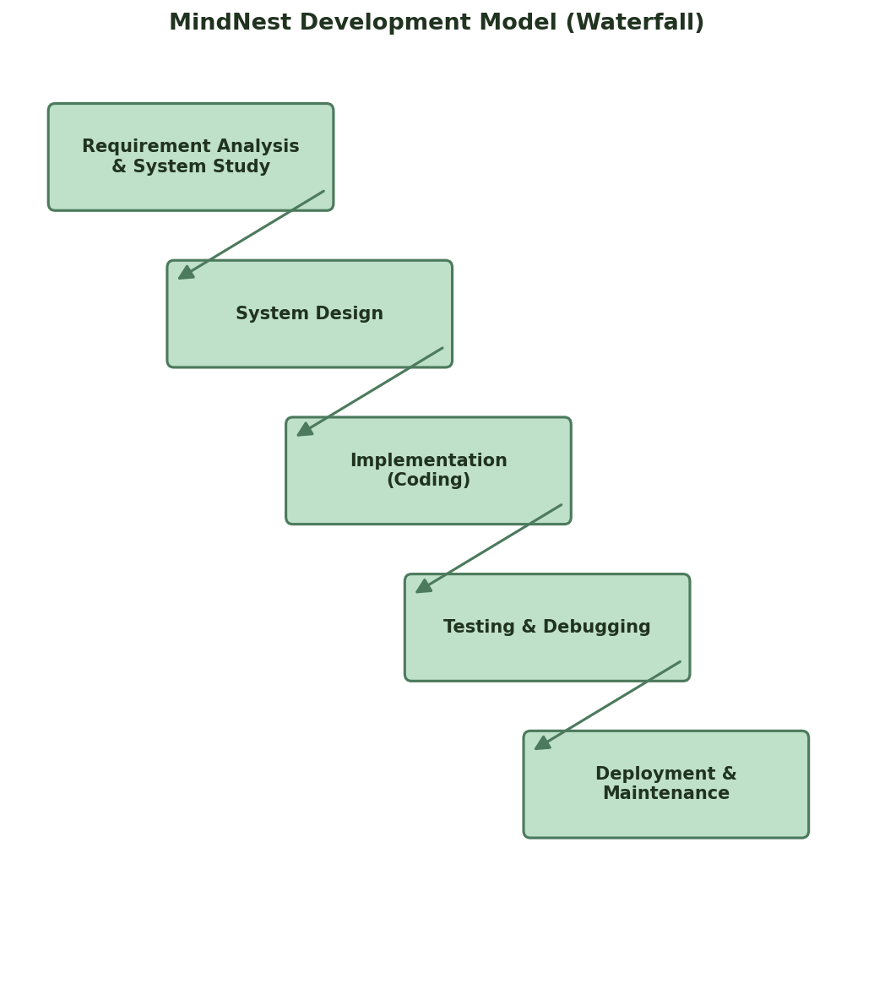 MindNest Development Model (Waterfall)
Requirement Analysis
& System Study
System Design
Implementation
(Coding)
Testing & Debugging
Deployment &
Maintenance